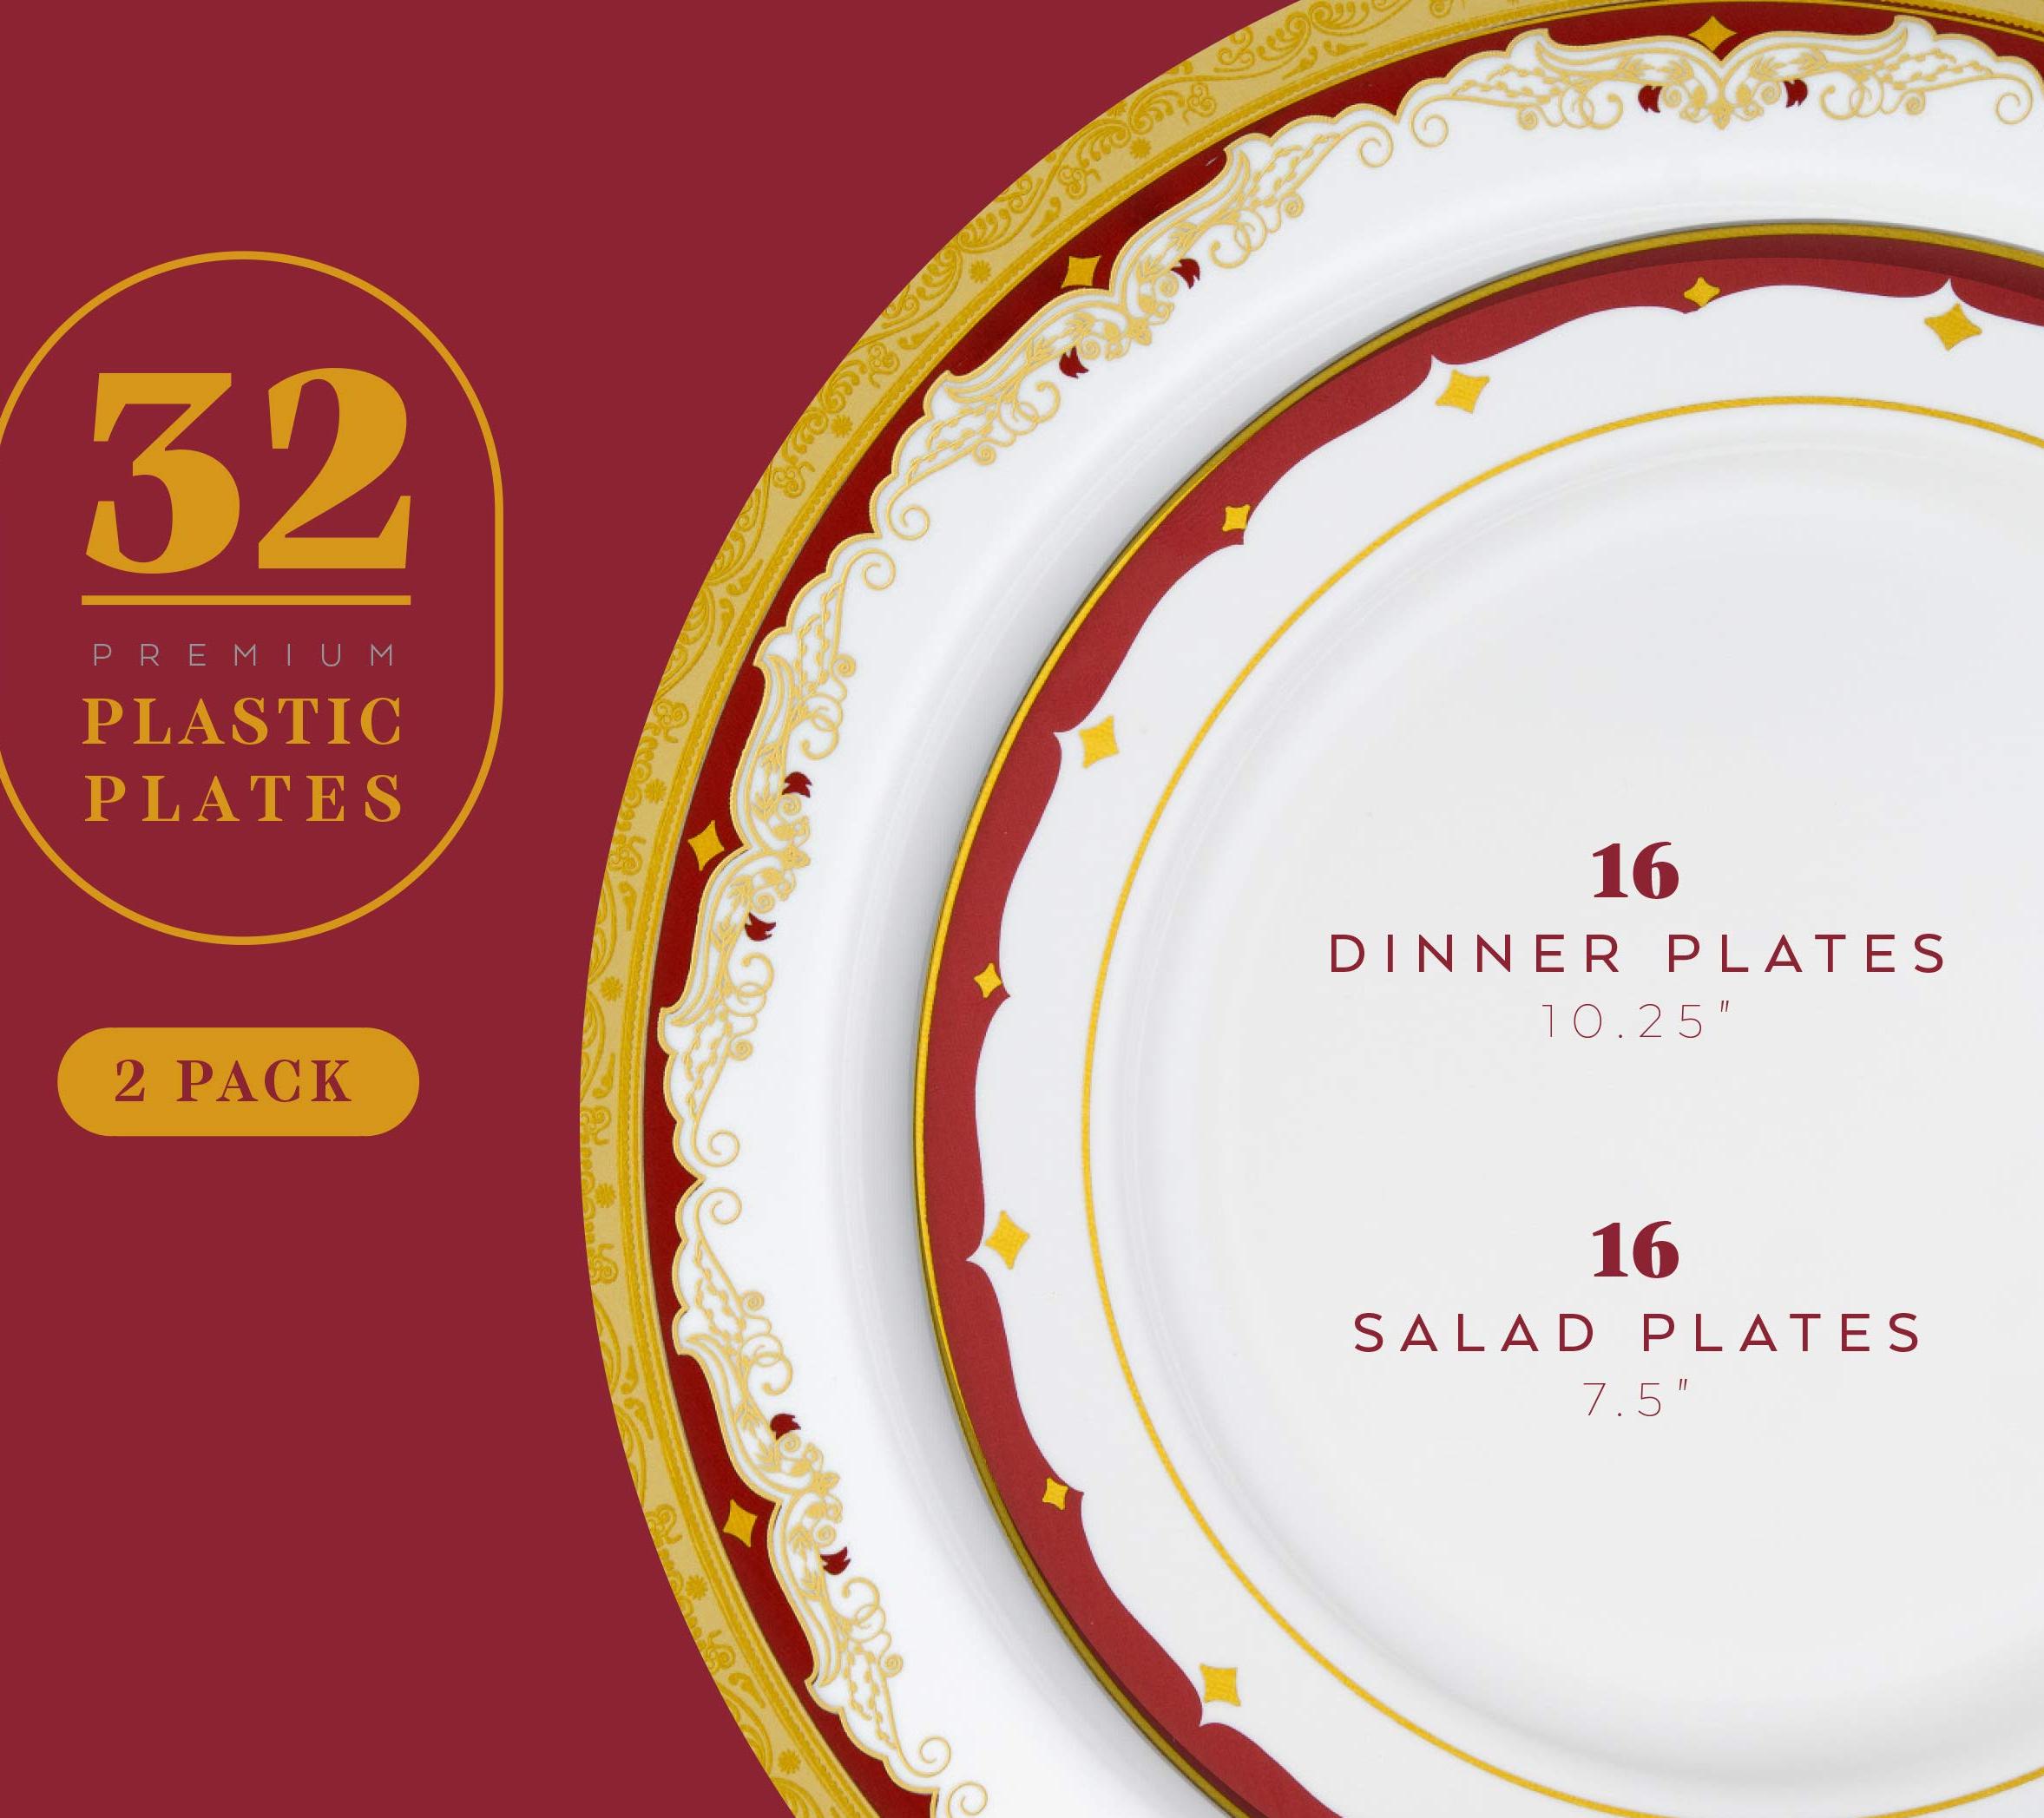 32
PREMIUM
PLASTIC
PLATES
2 PACK
16
DINNER PLATES
10.25"
16
SALAD PLATES
7.5"